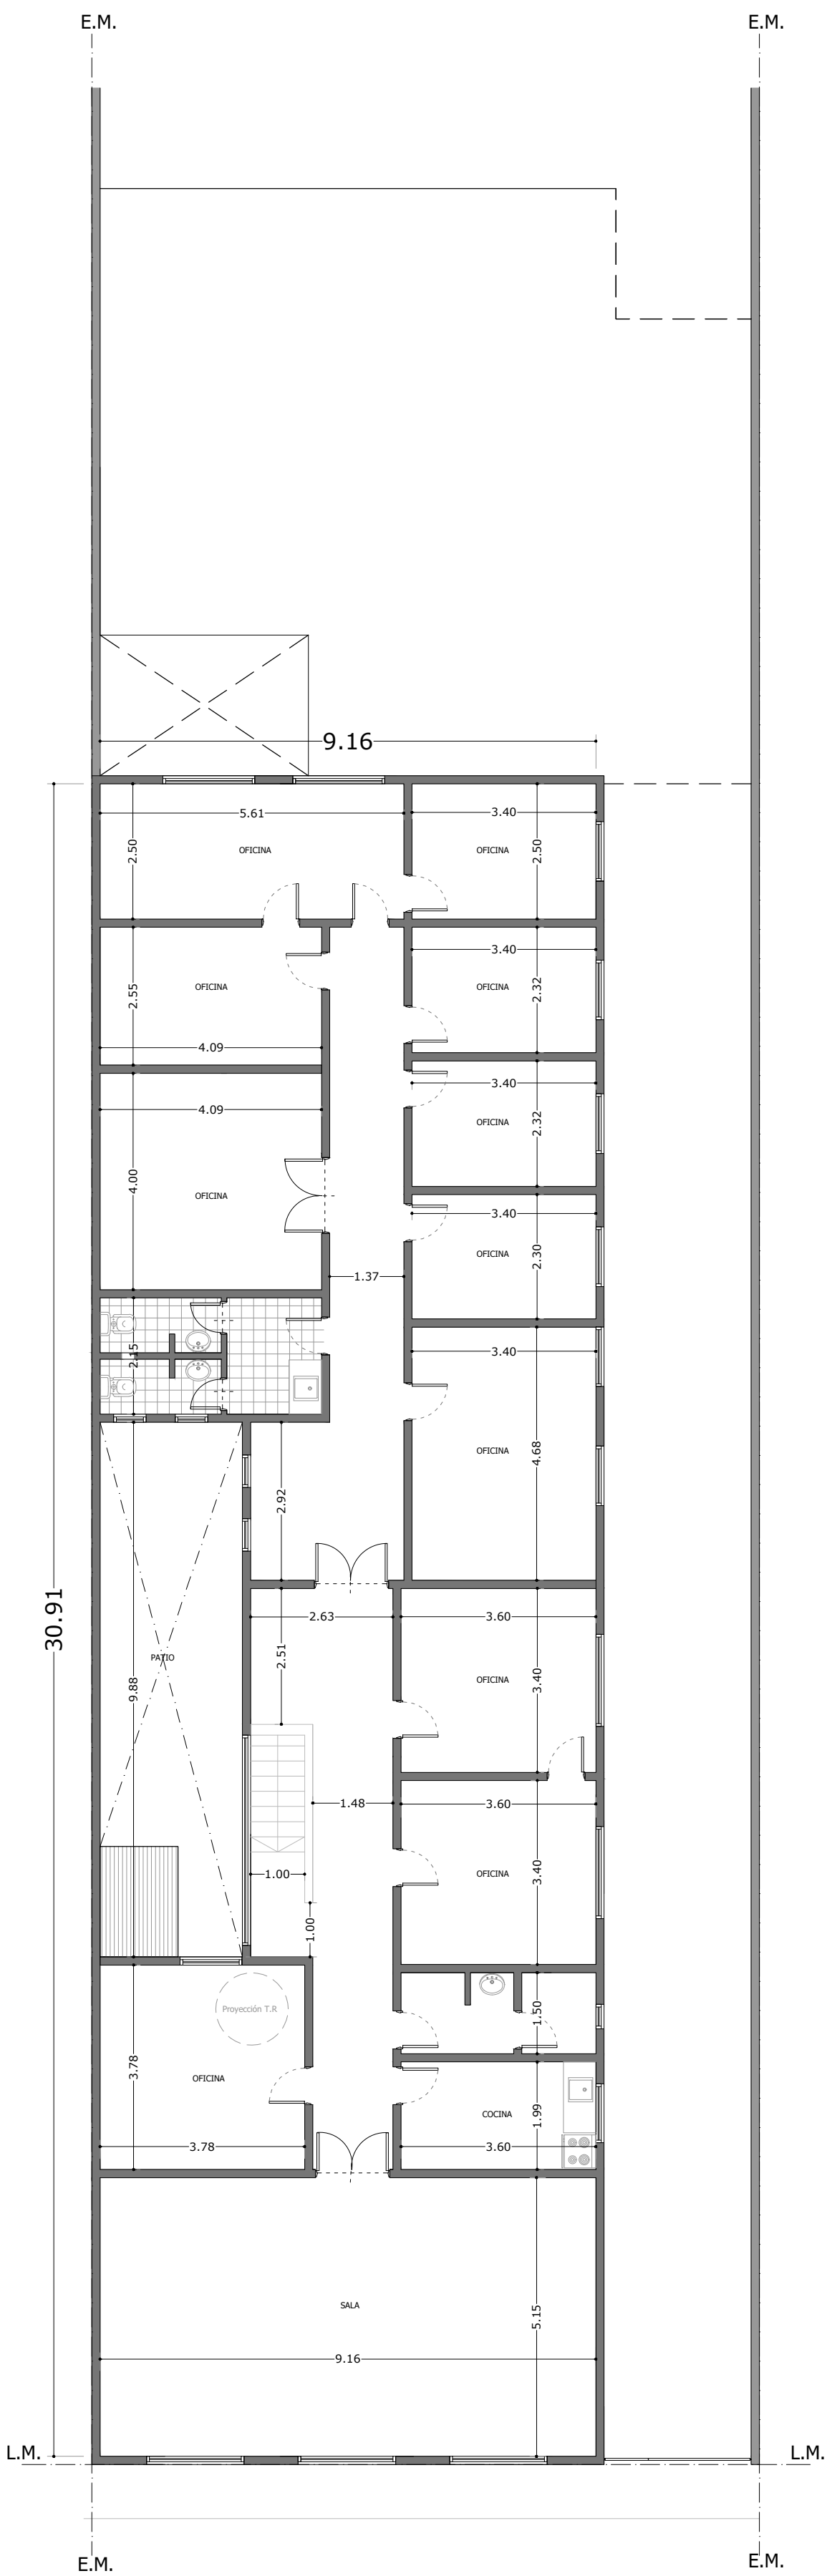 E.M.
E.M.
9.16
5.61
3.40
2.50
OFICINA
OFICINA
2.50
3.40
2.55
OFICINA
OFICINA
2.32
4.09
3.40
4.09
OFICINA
2.32
4.00
OFICINA
3.40
OFICINA
2.30
1.37
2.15
3.40
OFICINA
4.68
2.92
30.91
2.63
3.60
2.51
PATIO
9.88
OFICINA
3.40
1.48
3.60
1.00
OFICINA
3.40
1.00
Proyección T.R
1.50
3.78
OFICINA
COCINA
1.99
3.78
3.60
SALA
5.15
9.16
L.M.
L.M.
E.M.
E.M.